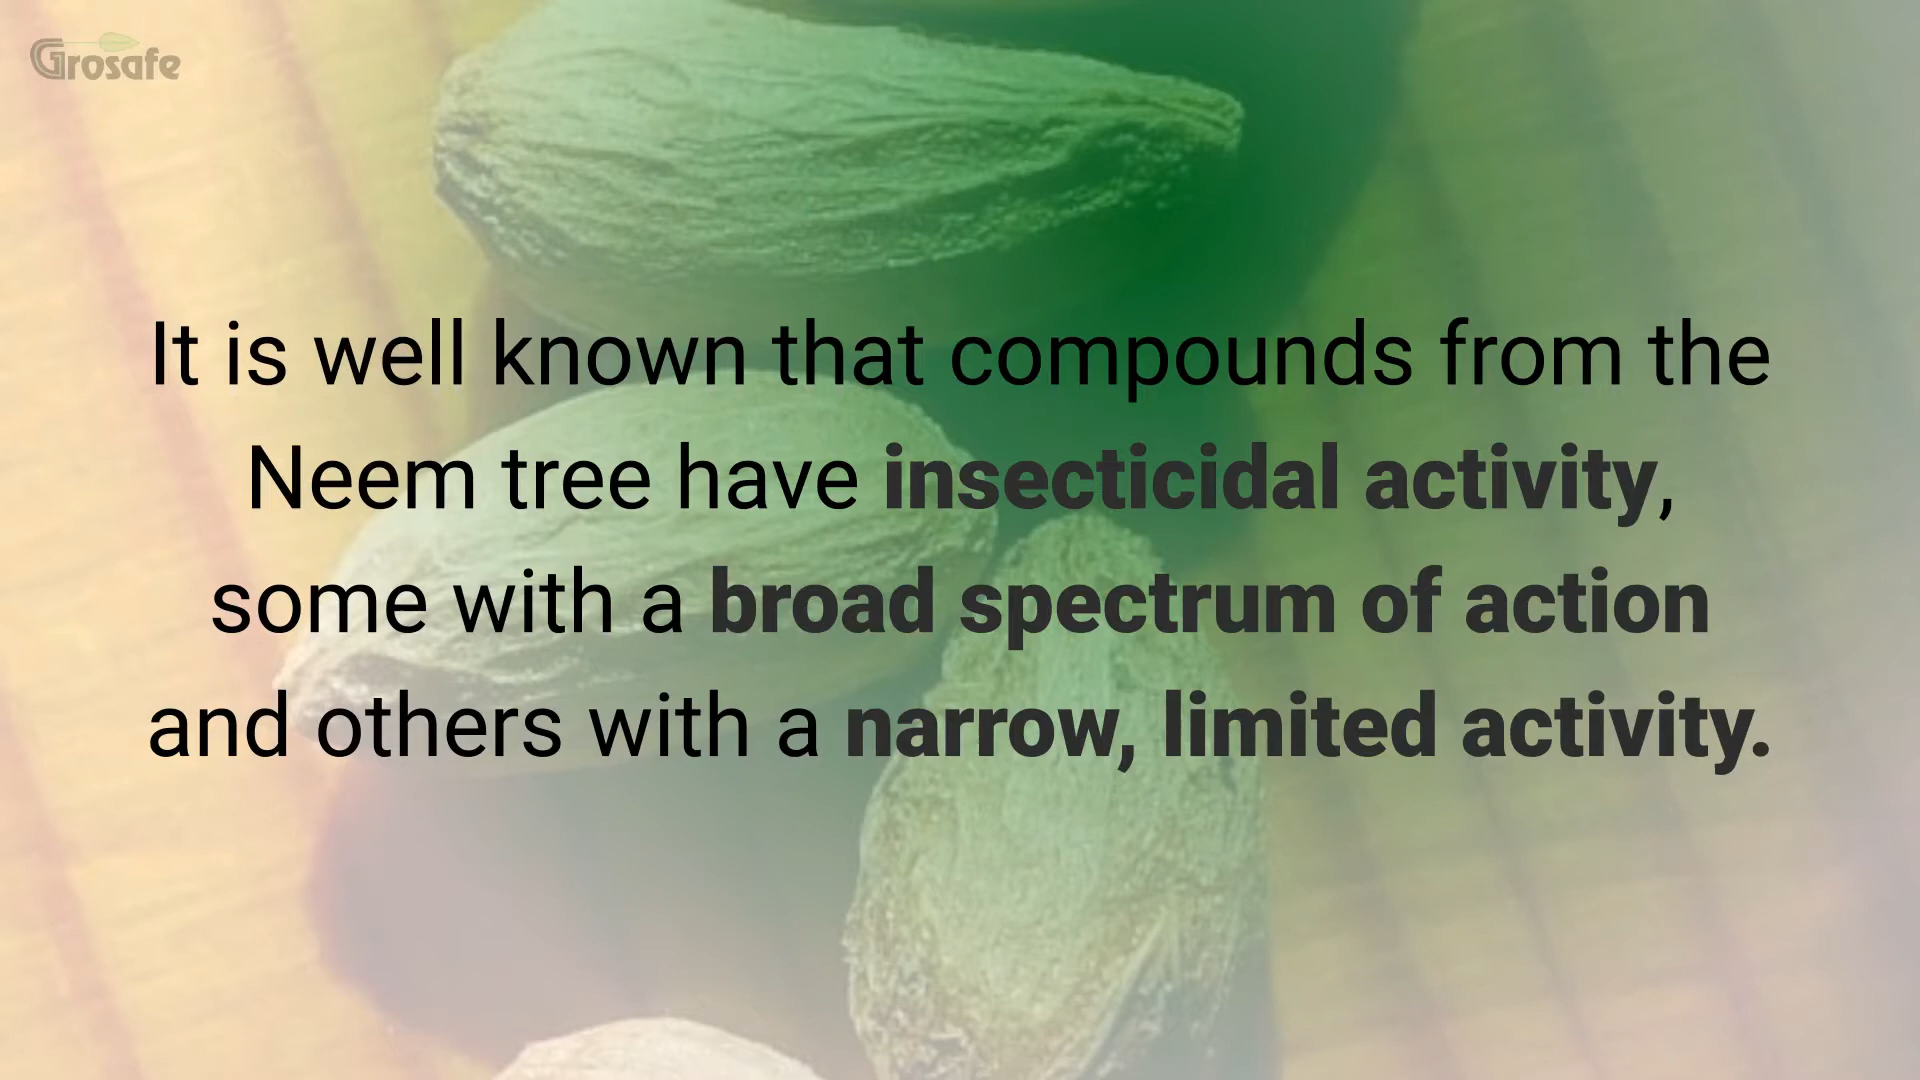 Grosafe
It is well known that compounds from the
Neem tree have insecticidal activity,
some with a broad spectrum of action
and others with a narrow, limited activity.